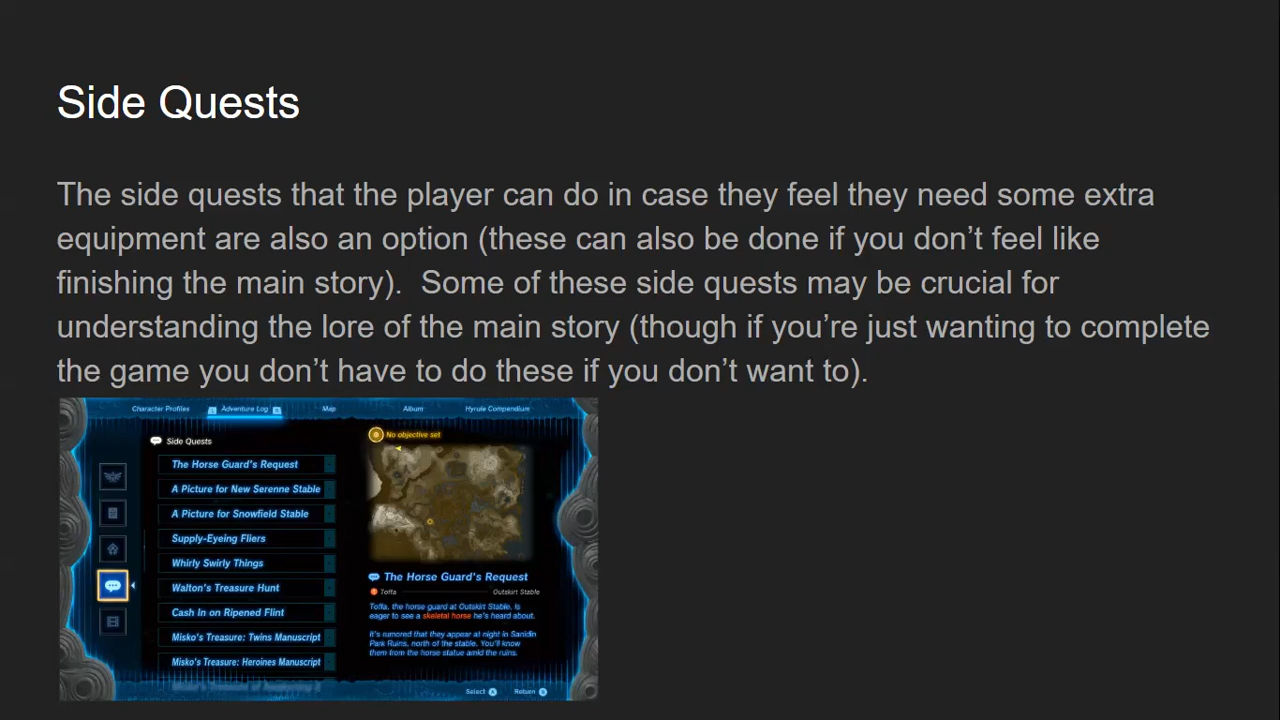 Side Quests
The side quests that the player can do in case they feel they need some extra
equipment are also an option (these can also be done if you don’t feel like
finishing the main story).  Some of these side quests may be crucial for
understanding the lore of the main story (though if you’re just wanting to complete
the game you don’t have to do these if you don’t want to).
Character Profiles L Adventure Log R Map Album Hyrule Compendium
Side Quests
The Horse Guard's Request
A Picture for New Serenne Stable
A Picture for Snowfield Stable
Supply-Eyeing Fliers
Whirly Swirly Things
Walton's Treasure Hunt
Cash In on Ripened Flint
Misko's Treasure: Twins Manuscript
Misko's Treasure: Heroines Manuscript
No objective set
The Horse Guard's Request
Toffa Outskirt Stable
Toffa, the horse guard at Outskirt Stable, is
eager to see a skeletal horse he's heard about.
It's rumored that they appear at night in Sanidin
Park Ruins, north of the stable. You'll know
them from the horse statue amid the ruins.
Select A Return B